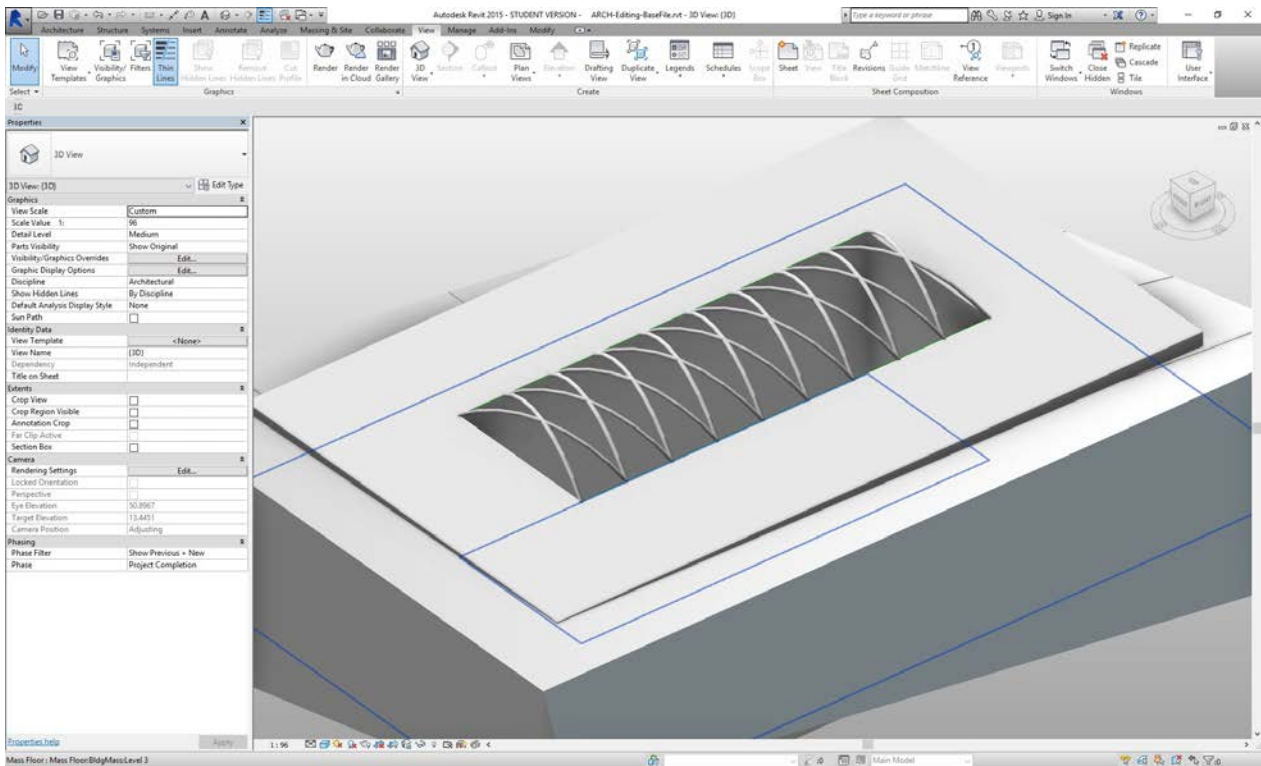 Autodesk Revit 2015 - STUDENT VERSION - ARCH-Editing-BaseFile.rvt - 3D View: {3D}
Type a keyword or phrase
Sign In
Architecture Structure Systems Insert Annotate Analyze Massing & Site Collaborate View Manage Add-Ins Modify
Modify
View Templates
Visibility/ Graphics
Filters
Thin Lines
Show Hidden Lines
Remove Hidden Lines
Cut Profile
Render
Render in Cloud
Render Gallery
3D View
Section
Callout
Plan Views
Elevation
Drafting View
Duplicate View
Legends
Schedules
Scope Box
Sheet
View
Title Block
Revisions
Guide Grid
Matchline
View Reference
Viewports
Switch Windows
Close Hidden
Replicate
Cascade
Tile
User Interface
Select
Graphics
Create
Sheet Composition
Windows
3D
Properties
3D View
3D View: {3D}
Edit Type
Graphics
View Scale Custom
Scale Value 1: 96
Detail Level Medium
Parts Visibility Show Original
Visibility/Graphics Overrides Edit...
Graphic Display Options Edit...
Discipline Architectural
Show Hidden Lines By Discipline
Default Analysis Display Style None
Sun Path
Identity Data
View Template <None>
View Name {3D}
Dependency Independent
Title on Sheet
Extents
Crop View
Crop Region Visible
Annotation Crop
Far Clip Active
Section Box
Camera
Rendering Settings Edit...
Locked Orientation
Perspective
Eye Elevation 50.8967
Target Elevation 13.4451
Camera Position Adjusting
Phasing
Phase Filter Show Previous + New
Phase Project Completion
Properties help
Apply
1:96
Mass Floor : Mass Floor:BldgMass:Level 3
Main Model